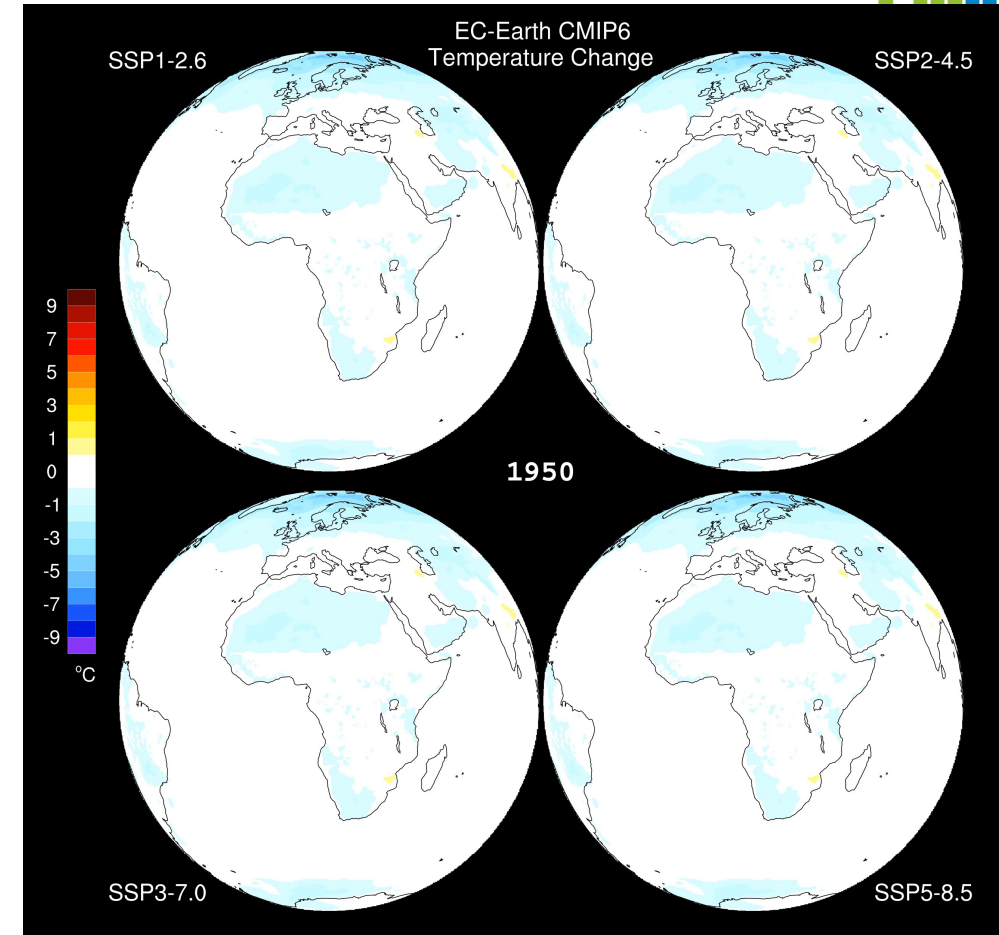 EC-Earth CMIP6
Temperature Change
SSP1-2.6
SSP2-4.5
9
7
5
3
1
0
-1
-3
-5
-7
-9
°C
1950
SSP3-7.0
SSP5-8.5